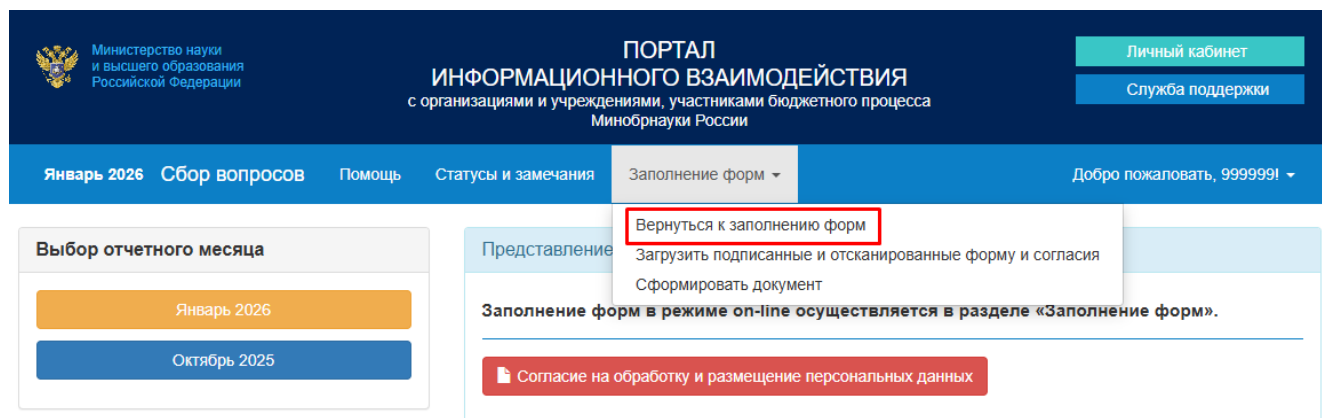 Министерство науки
и высшего образования
Российской Федерации
ПОРТАЛ
ИНФОРМАЦИОННОГО ВЗАИМОДЕЙСТВИЯ
с организациями и учреждениями, участниками бюджетного процесса
Минобрнауки России
Личный кабинет
Служба поддержки
Январь 2026 Сбор вопросов Помощь Статусы и замечания Заполнение форм Добро пожаловать, 999999!
Вернуться к заполнению форм
Загрузить подписанные и отсканированные форму и согласия
Сформировать документ
Выбор отчетного месяца
Январь 2026
Октябрь 2025
Представление
Заполнение форм в режиме on-line осуществляется в разделе «Заполнение форм».
Согласие на обработку и размещение персональных данных